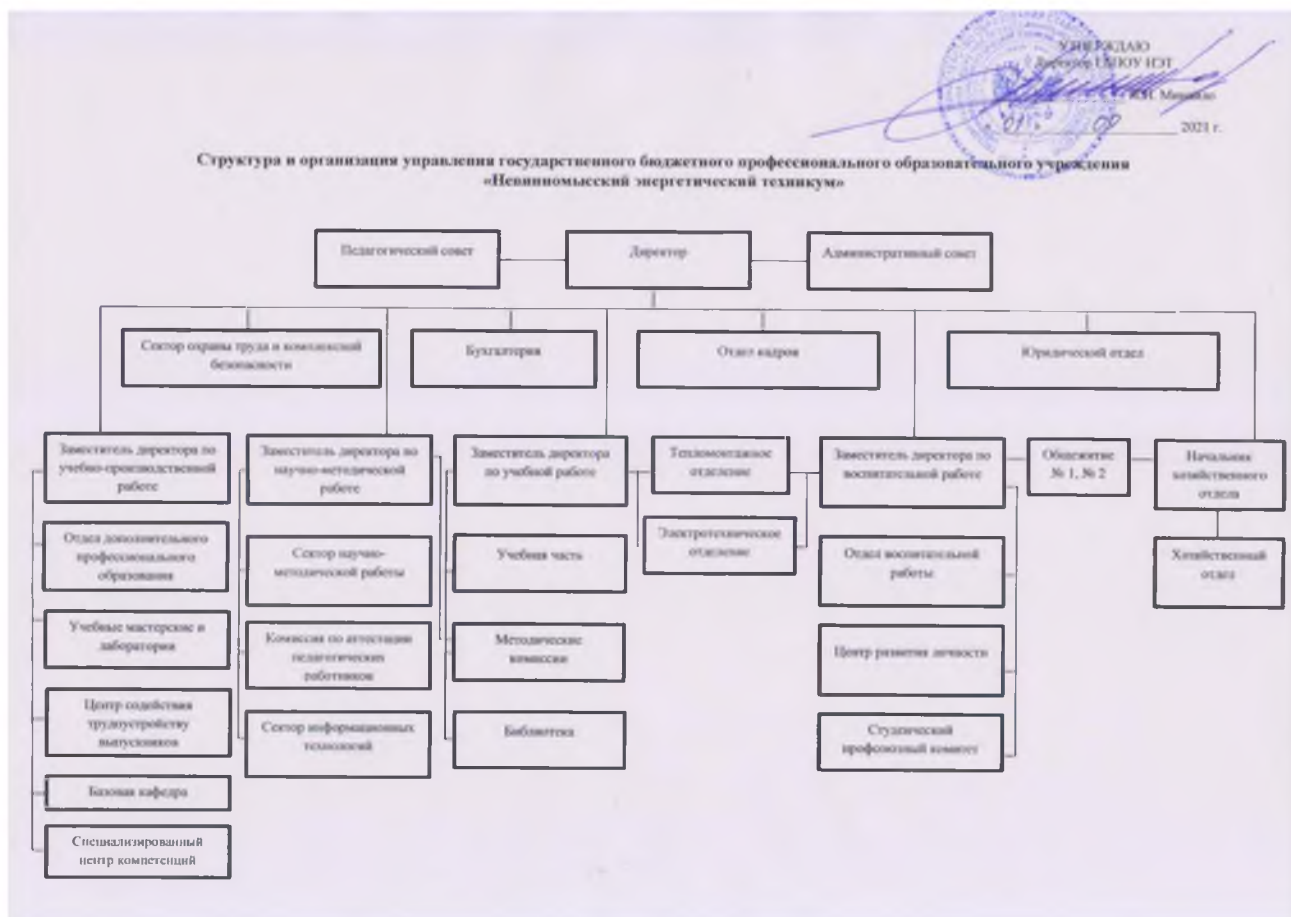 УТВЕРЖДАЮ
Директор ГБПОУ НЭТ
01 09 2021 г.
Структура и организация управления государственного бюджетного профессионального образовательного учреждения
«Невинномысский энергетический техникум»
Педагогический совет
Директор
Административный совет
Сектор охраны труда и комплексной
безопасности
Бухгалтерия
Отдел кадров
Юридический отдел
Заместитель директора по
учебно-производственной
работе
Заместитель директора по
научно-методической
работе
Заместитель директора
по учебной работе
Тепломонтажное
отделение
Заместитель директора по
воспитательной работе
Общежитие
№ 1, № 2
Начальник
хозяйственного
отдела
Отдел дополнительного
профессионального
образования
Сектор научно-
методической работы
Учебная часть
Электротехническое
отделение
Отдел воспитательной
работы
Хозяйственный
отдел
Учебные мастерские и
лаборатории
Комиссия по аттестации
педагогических
работников
Методические
комиссии
Центр развития личности
Центр содействия
трудоустройству
выпускников
Сектор информационных
технологий
Библиотека
Студенческий
профсоюзный комитет
Базовая кафедра
Специализированный
центр компетенций